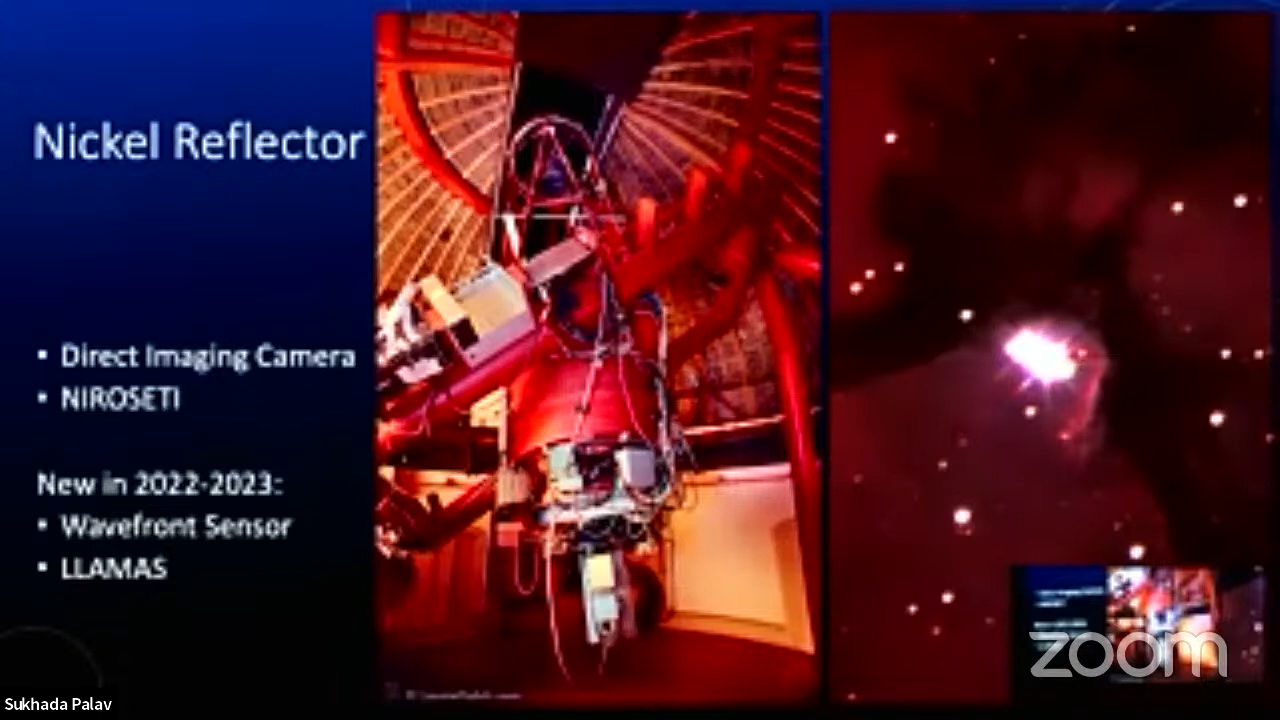 Nickel Reflector
▪ Direct Imaging Camera
▪ NIROSETI
New in 2022-2023:
▪ Wavefront Sensor
▪ LLAMAS
zoom
Sukhada Palav